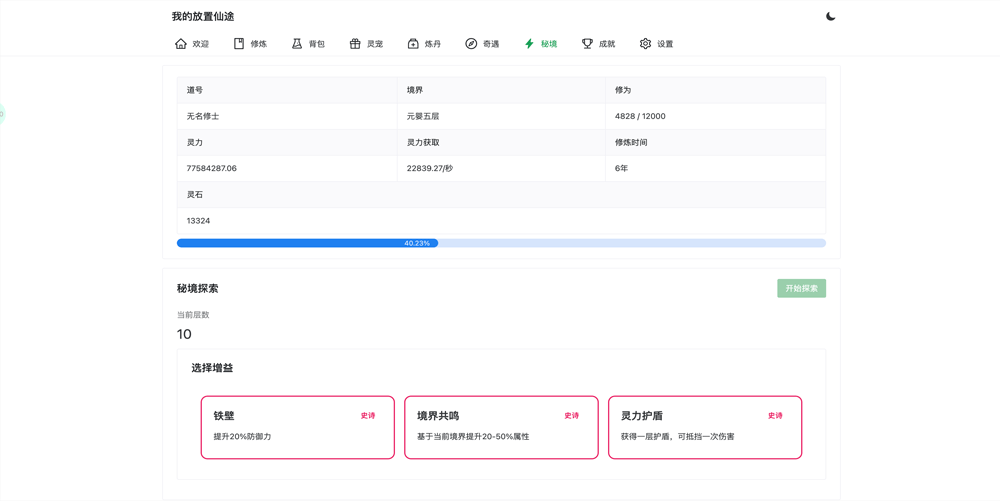 我的放置仙途
欢迎 修炼 背包 灵宠 炼丹 奇遇 秘境 成就 设置
道号 境界 修为
无名修士 元婴五层 4828 / 12000
灵力 灵力获取 修炼时间
77584287.06 22839.27/秒 6年
灵石
13324
40.23%
秘境探索 开始探索
当前层数
10
选择增益
铁壁 史诗 境界共鸣 史诗 灵力护盾 史诗
提升20%防御力 基于当前境界提升20-50%属性 获得一层护盾，可抵挡一次伤害